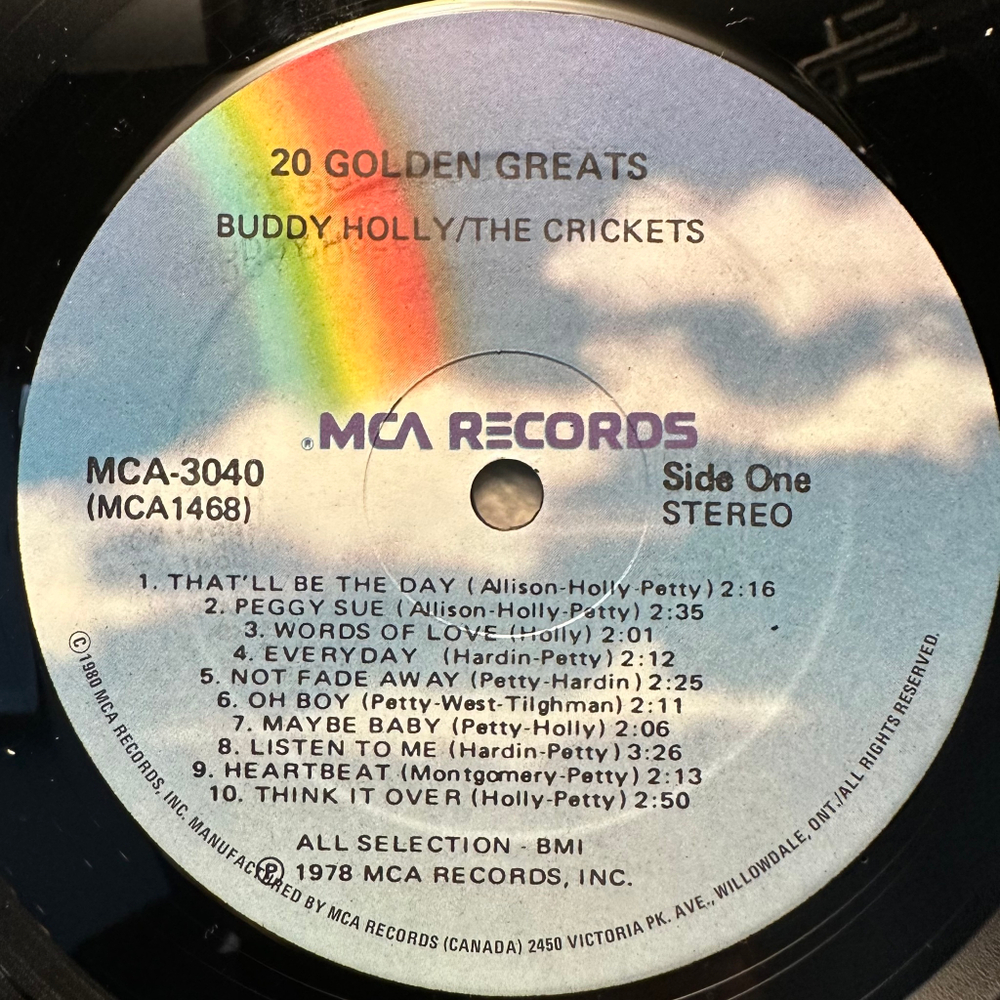 20 GOLDEN GREATS
BUDDY HOLLY/THE CRICKETS
®MCA RECORDS
MCA-3040
(MCA1468)
Side One
STEREO
1. THAT'LL BE THE DAY (Allison-Holly-Petty) 2:16
2. PEGGY SUE (Allison-Holly-Petty) 2:35
3. WORDS OF LOVE (Holly) 2:01
4. EVERYDAY (Hardin-Petty) 2:12
5. NOT FADE AWAY (Petty-Hardin) 2:25
6. OH BOY (Petty-West-Tilghman) 2:11
7. MAYBE BABY (Petty-Holly) 2:06
8. LISTEN TO ME (Hardin-Petty) 3:26
9. HEARTBEAT (Montgomery-Petty) 2:13
10. THINK IT OVER (Holly-Petty) 2:50
ALL SELECTION - BMI
Ⓟ 1978 MCA RECORDS, INC.
© 1980 MCA RECORDS, INC. MANUFACTURED BY MCA RECORDS (CANADA) 2450 VICTORIA PK. AVE., WILLOWDALE, ONT./ALL RIGHTS RESERVED.